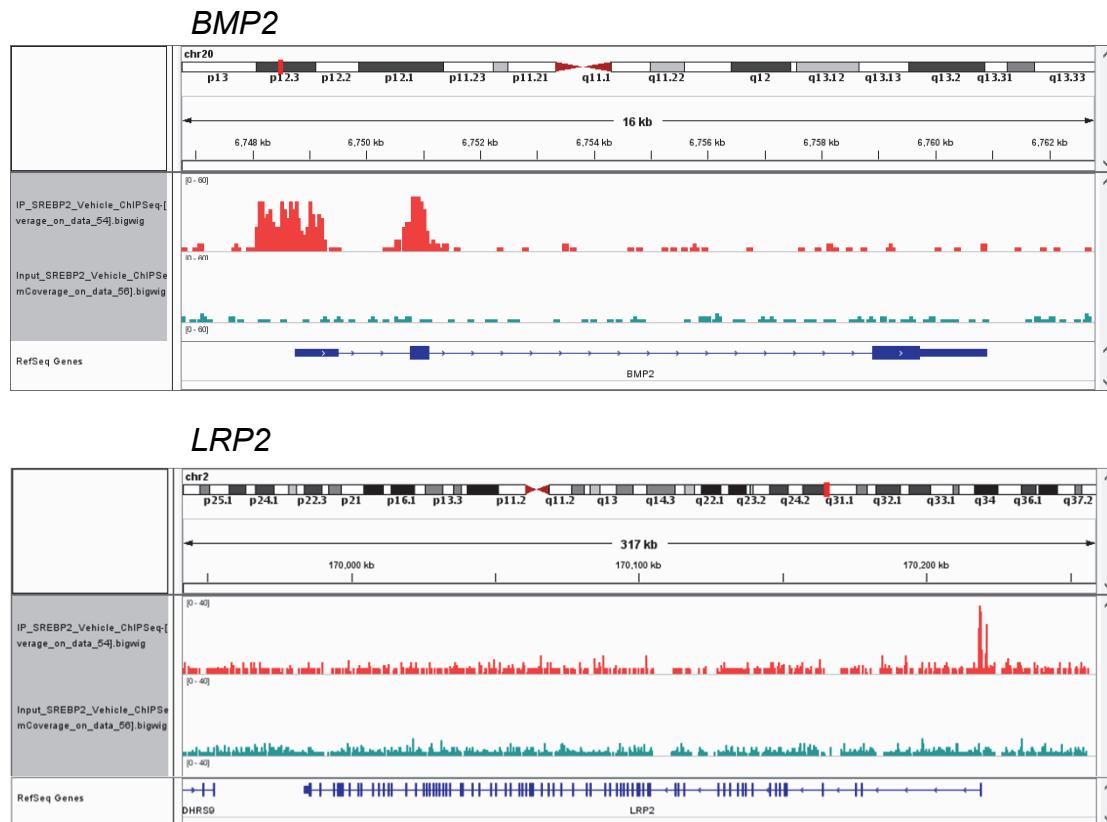 BMP2
chr20
p13 p12.3 p12.2 p12.1 p11.23 p11.21 q11.1 q11.22 q12 q13.12 q13.13 q13.2 q13.31 q13.33
16 kb
6,748 kb 6,750 kb 6,752 kb 6,754 kb 6,756 kb 6,758 kb 6,760 kb 6,762 kb
[0 - 60]
IP_SREBP2_Vehicle_ChIPSeq-[
verage_on_data_54].bigwig
[0 - 60]
Input_SREBP2_Vehicle_ChIPSe
mCoverage_on_data_56].bigwig
[0 - 60]
RefSeq Genes
BMP2
LRP2
chr2
p25.1 p24.1 p22.3 p21 p16.1 p13.3 p11.2 q11.2 q13 q14.3 q22.1 q23.2 q24.2 q31.1 q32.1 q33.1 q34 q36.1 q37.2
317 kb
170,000 kb 170,100 kb 170,200 kb
[0 - 40]
IP_SREBP2_Vehicle_ChIPSeq-[
verage_on_data_54].bigwig
[0 - 40]
Input_SREBP2_Vehicle_ChIPSe
mCoverage_on_data_56].bigwig
[0 - 40]
RefSeq Genes
DHRS9 LRP2